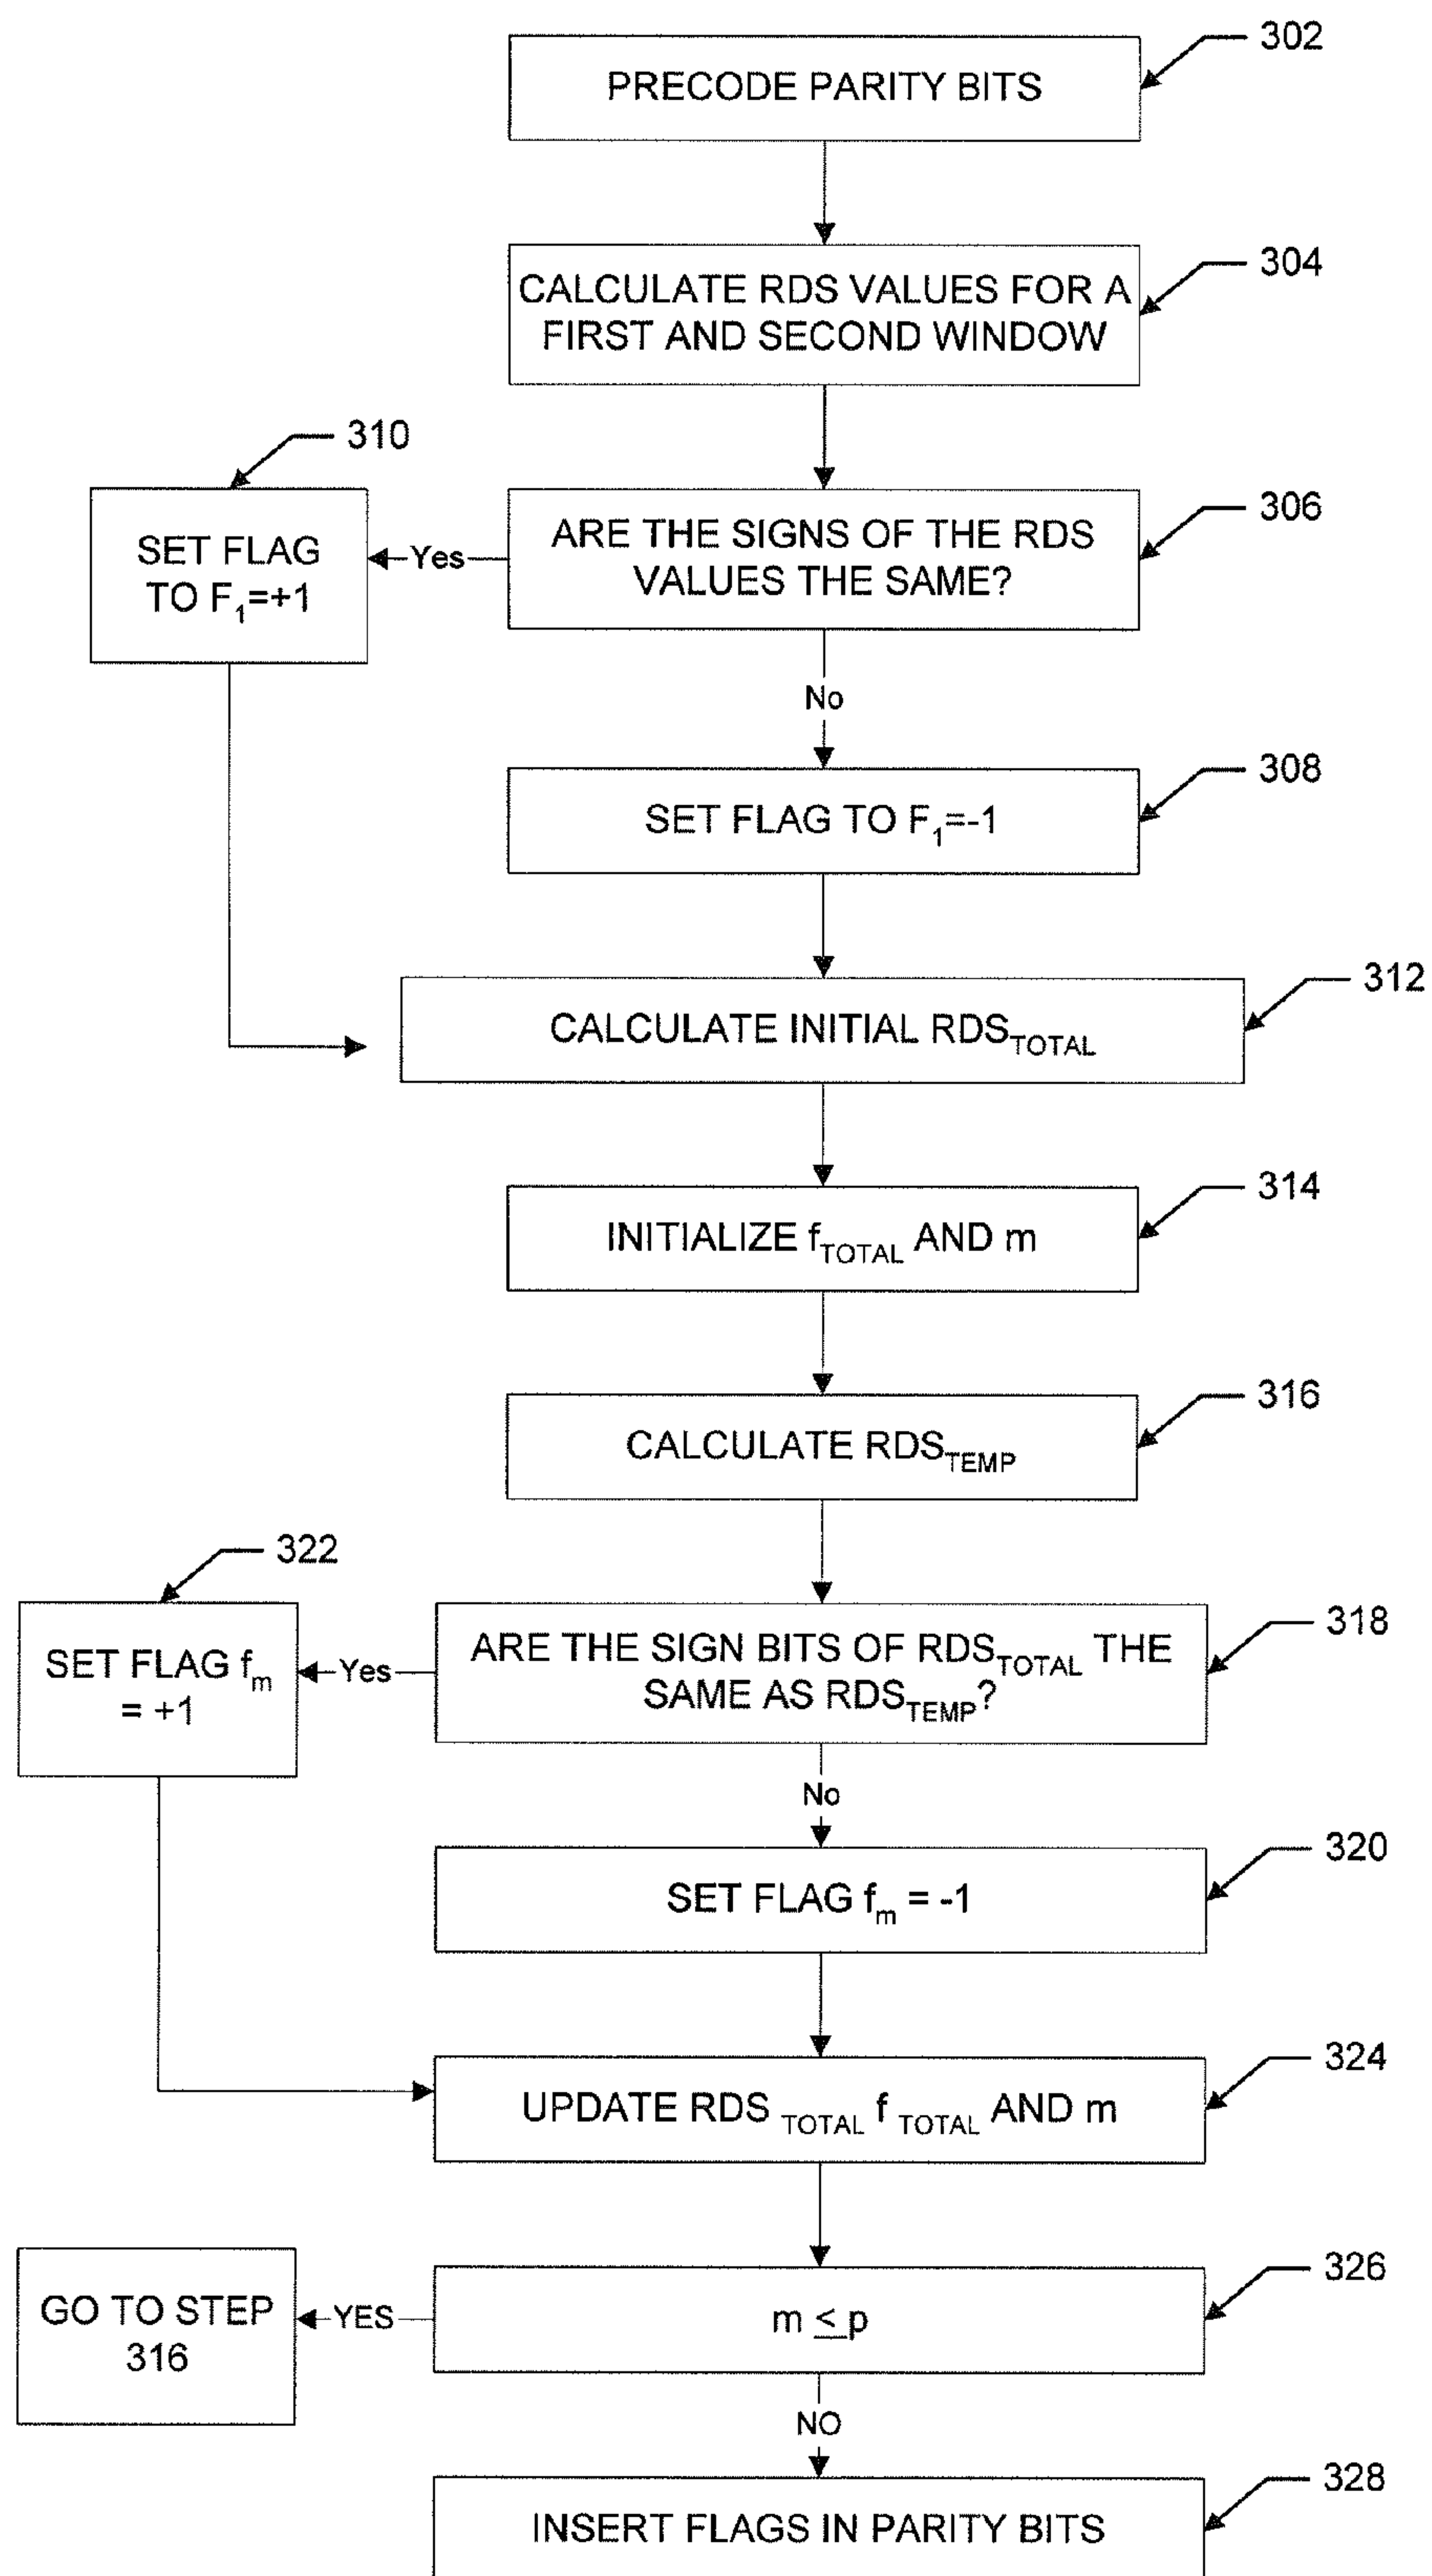 302
PRECODE PARITY BITS
304
CALCULATE RDS VALUES FOR A
FIRST AND SECOND WINDOW
310
SET FLAG
TO F1=+1
Yes
306
ARE THE SIGNS OF THE RDS
VALUES THE SAME?
No
308
SET FLAG TO F1=-1
312
CALCULATE INITIAL RDSTOTAL
314
INITIALIZE fTOTAL AND m
316
CALCULATE RDSTEMP
322
SET FLAG fm
= +1
Yes
318
ARE THE SIGN BITS OF RDSTOTAL THE
SAME AS RDSTEMP?
No
320
SET FLAG fm = -1
324
UPDATE RDS TOTAL f TOTAL AND m
326
GO TO STEP
316
YES
m ≤ p
NO
328
INSERT FLAGS IN PARITY BITS